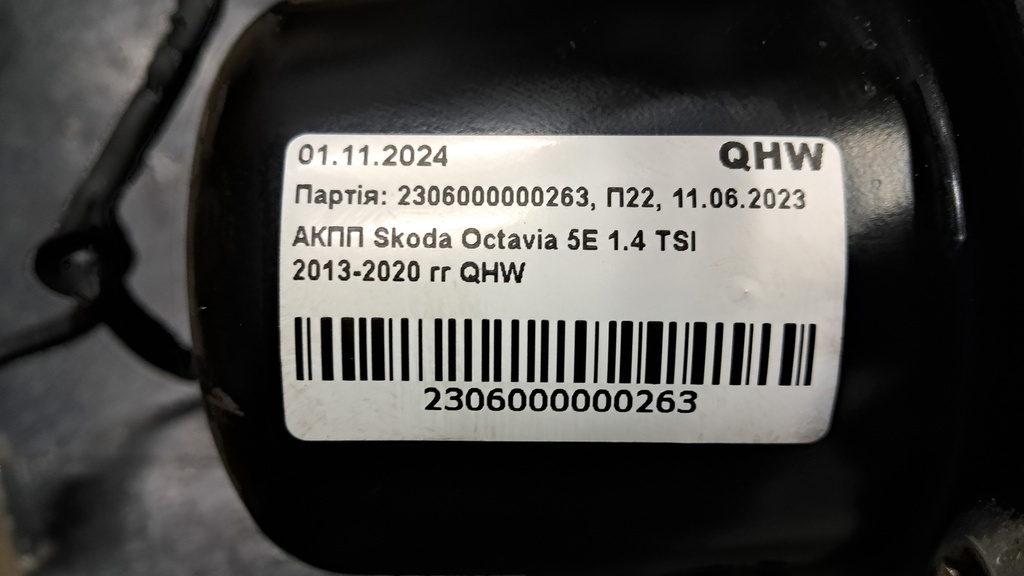 01.11.2024 QHW
Партія: 2306000000263, П22, 11.06.2023
АКПП Skoda Octavia 5E 1.4 TSI
2013-2020 гг QHW
2306000000263